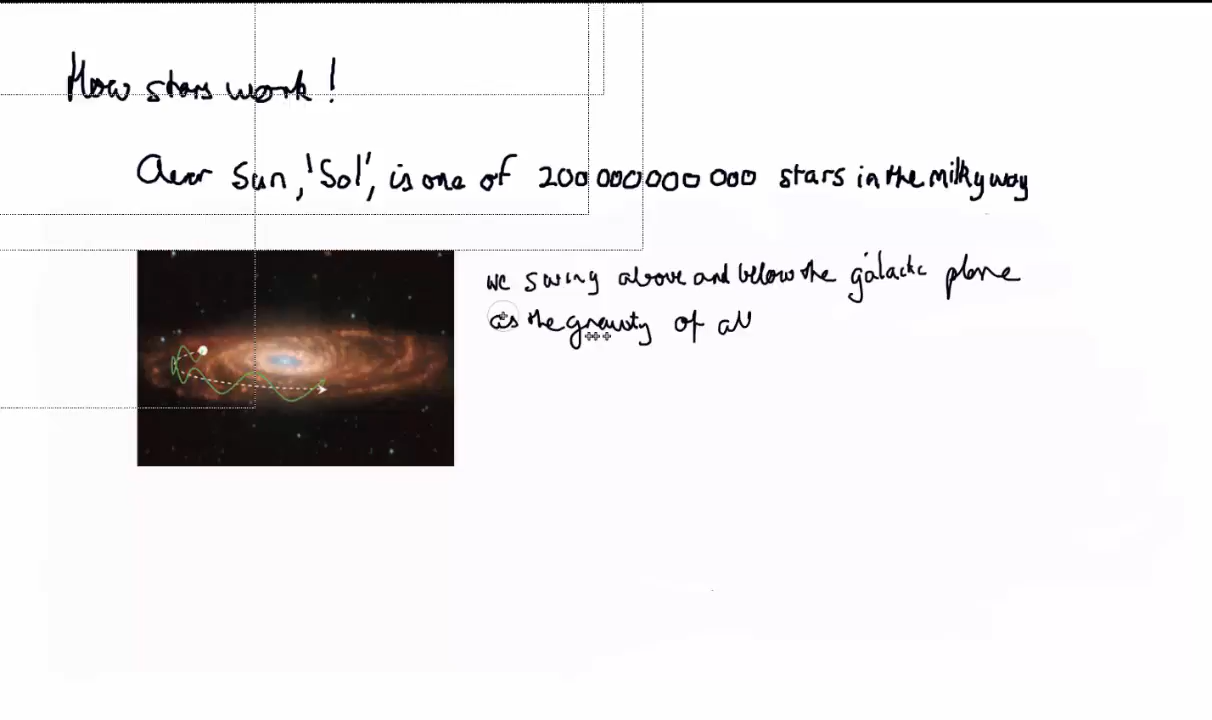 How stars work!
Our Sun, 'Sol', is one of 200 000 000 000 stars in the milky way
we swing above and below the galactic plane
as the gravity of all